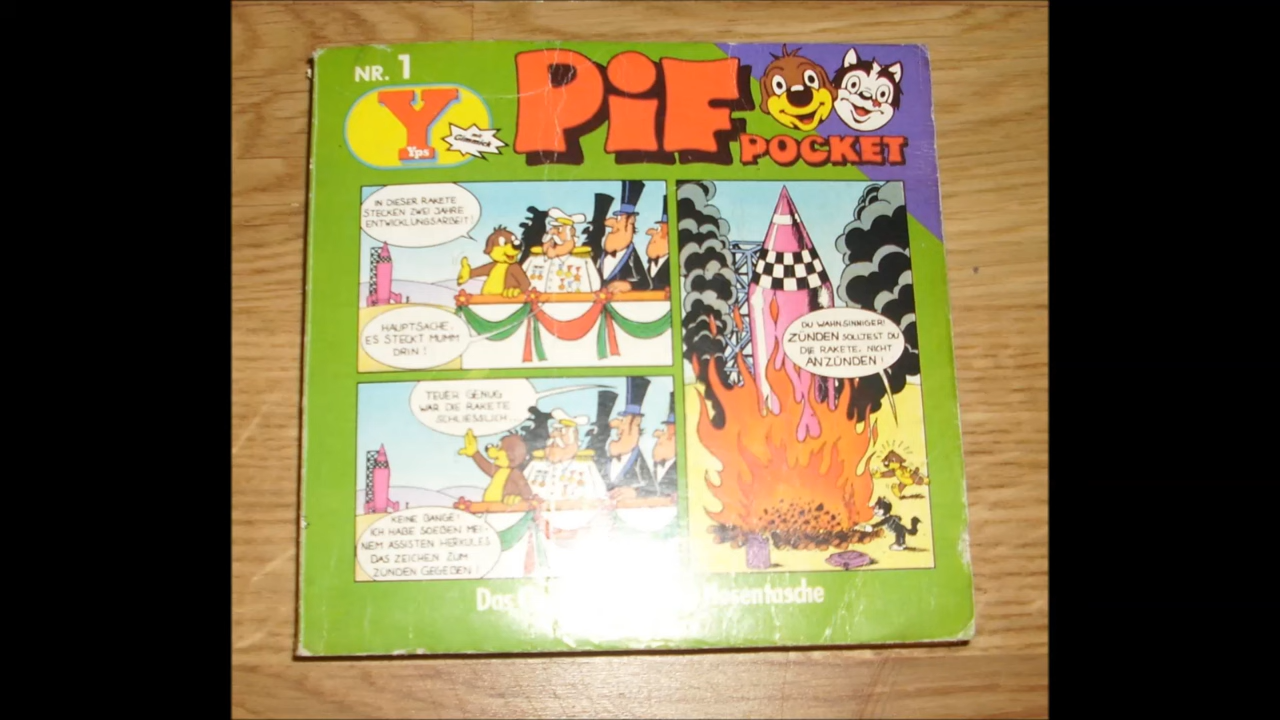 NR. 1
Y
Yps
mit
Gimmick
PiF
POCKET
IN DIESER RAKETE
STECKEN ZWEI JAHRE
ENTWICKLUNGSARBEIT!
HAUPTSACHE,
ES STECKT MUMM
DRIN!
TEUER GENUG
WAR DIE RAKETE
SCHLIESSLICH...
KEINE BANGE!
ICH HABE SOEBEN MEI-
NEM ASSISTEN HERKULES
DAS ZEICHEN ZUM
ZÜNDEN GEGEBEN!
DU WAHNSINNIGER!
ZÜNDEN SOLLTEST DU
DIE RAKETE, NICHT
ANZÜNDEN!
Das Hosentasche